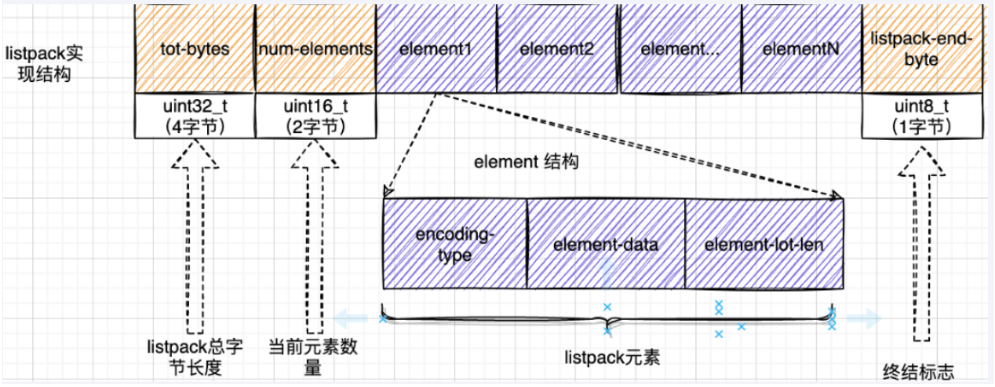 listpack实
现结构
tot-bytes
num-elements
element1
element2
element...
elementN
listpack-end-
byte
uint32_t
(4字节)
uint16_t
(2字节)
uint8_t
(1字节)
element 结构
encoding-
type
element-data
element-lot-len
listpack总字
节长度
当前元素数
量
listpack元素
终结标志